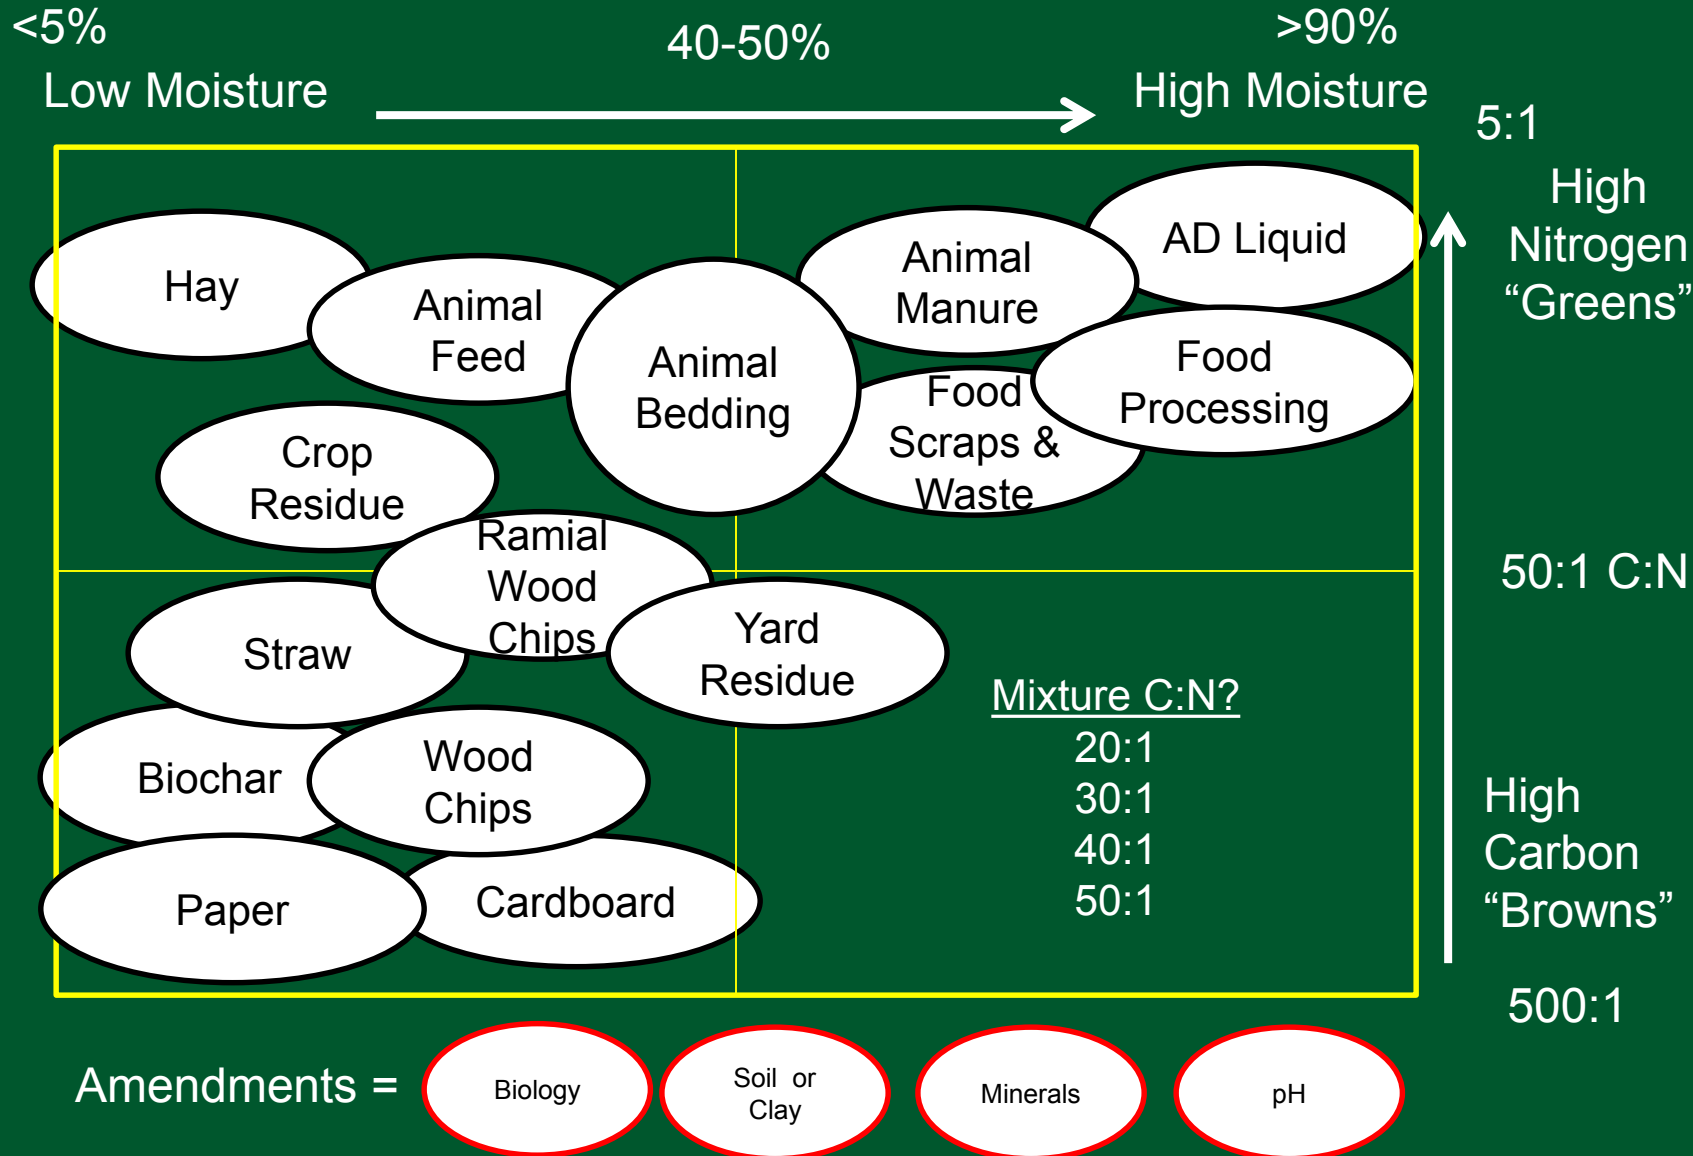 <5%
40-50%
>90%
Low Moisture
High Moisture
5:1
High
Nitrogen
“Greens”
Hay
Animal
Feed
Animal
Bedding
Animal
Manure
AD Liquid
Food
Scraps &
Waste
Food
Processing
Crop
Residue
Ramial
Wood
Chips
50:1 C:N
Straw
Yard
Residue
Biochar
Wood
Chips
Paper
Cardboard
Mixture C:N?
20:1
30:1
40:1
50:1
High
Carbon
“Browns”
500:1
Amendments =
Biology
Soil or
Clay
Minerals
pH